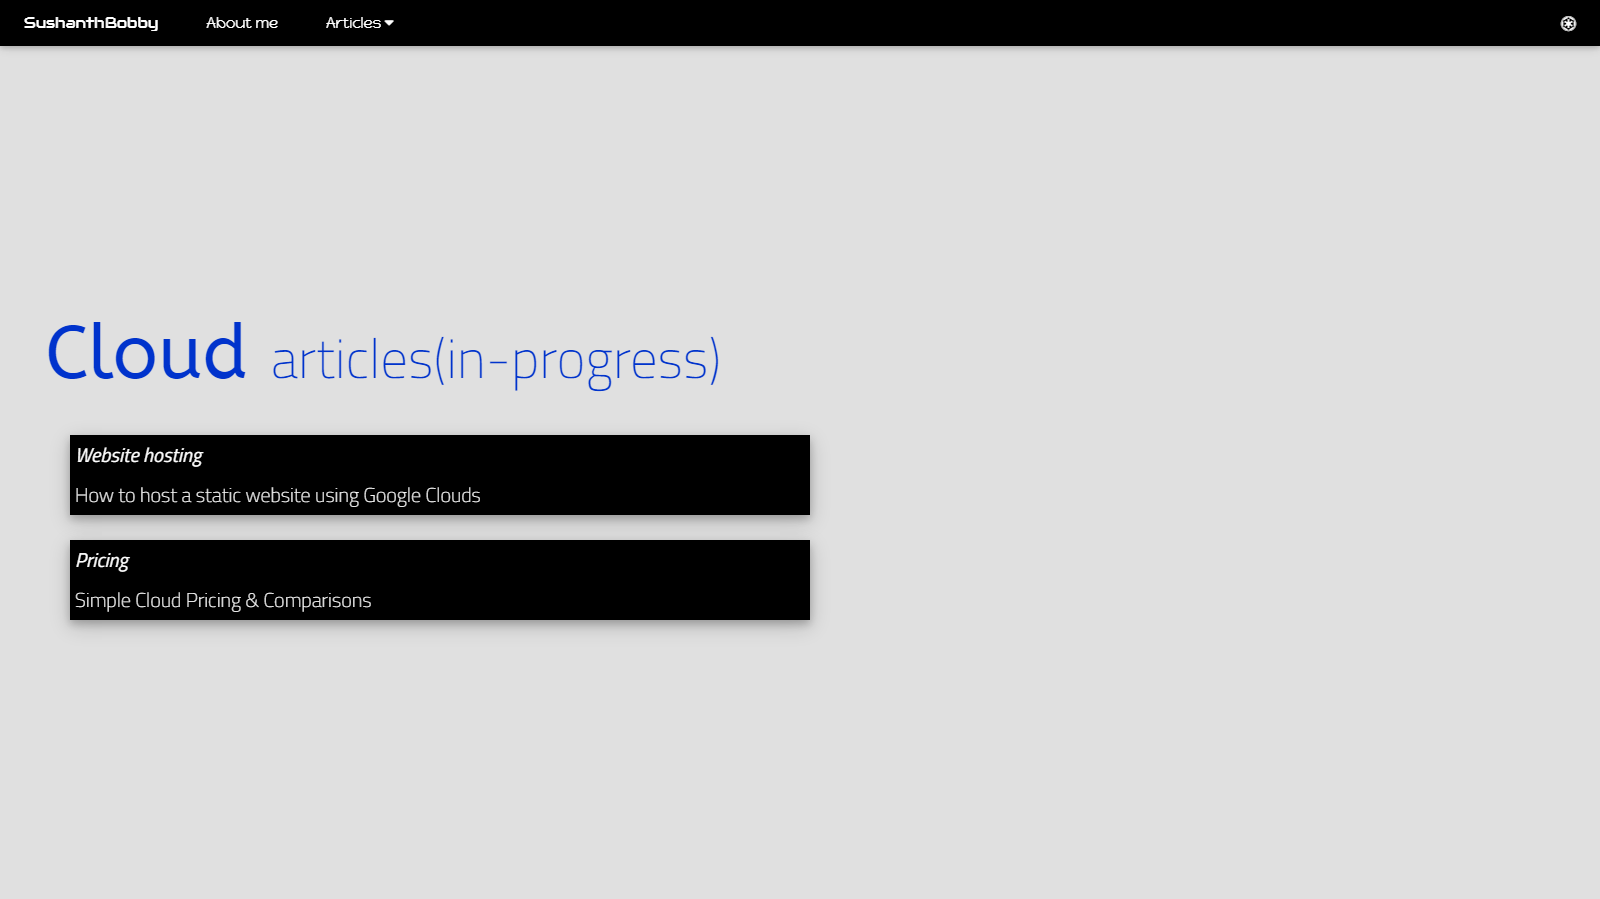 SushanthBobby About me Articles
Cloud articles(in-progress)
Website hosting
How to host a static website using Google Clouds
Pricing
Simple Cloud Pricing & Comparisons